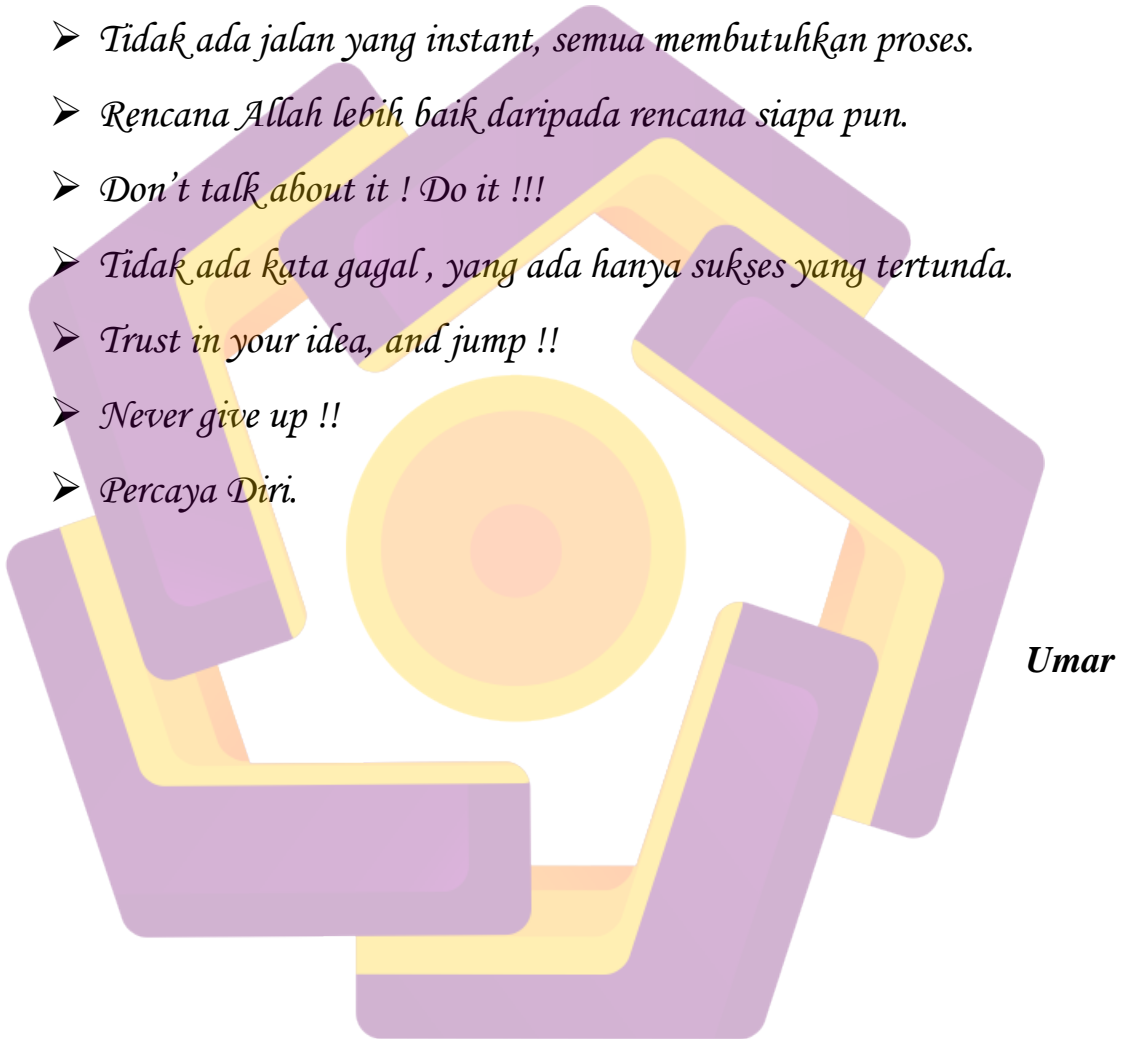 ➢ Tidak ada jalan yang instant, semua membutuhkan proses.
➢ Rencana Allah lebih baik daripada rencana siapa pun.
➢ Don't talk about it ! Do it !!!
➢ Tidak ada kata gagal , yang ada hanya sukses yang tertunda.
➢ Trust in your idea, and jump !!
➢ Never give up !!
➢ Percaya Diri.
Umar